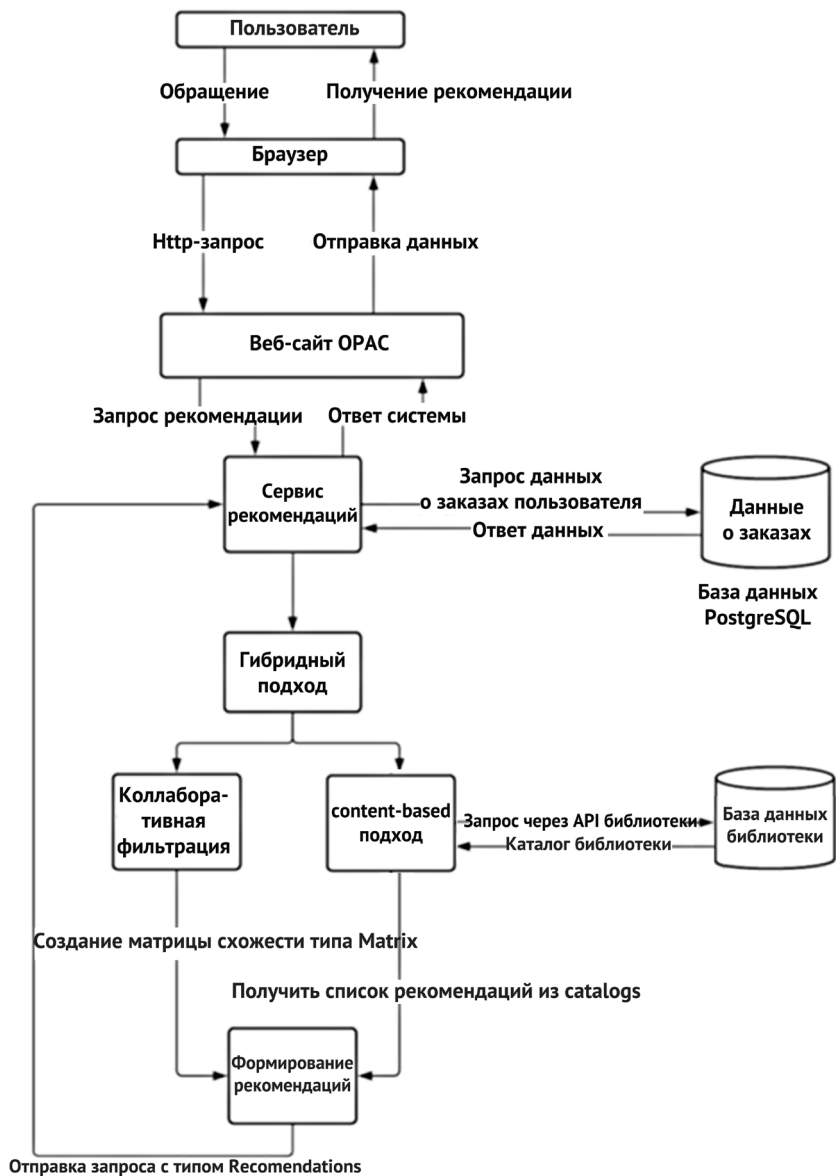 Пользователь
Обращение
Получение рекомендации
Браузер
Http-запрос
Отправка данных
Веб-сайт OPAC
Запрос рекомендации
Ответ системы
Сервис
рекомендаций
Запрос данных
о заказах пользователя
Ответ данных
Данные
о заказах
База данных
PostgreSQL
Гибридный
подход
Коллабора-
тивная
фильтрация
content-based
подход
Запрос через API библиотеки
Каталог библиотеки
База данных
библиотеки
Создание матрицы схожести типа Matrix
Получить список рекомендаций из catalogs
Формирование
рекомендаций
Отправка запроса с типом Recomendations